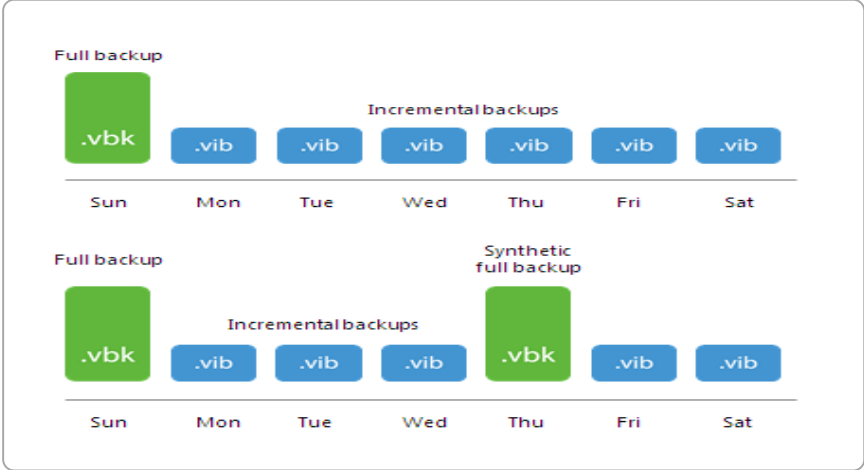 Full backup
Incremental backups
.vbk
.vib .vib .vib .vib .vib .vib
Sun Mon Tue Wed Thu Fri Sat
Synthetic
full backup
Full backup
Incremental backups
.vbk .vib .vib .vib .vbk .vib .vib
Sun Mon Tue Wed Thu Fri Sat